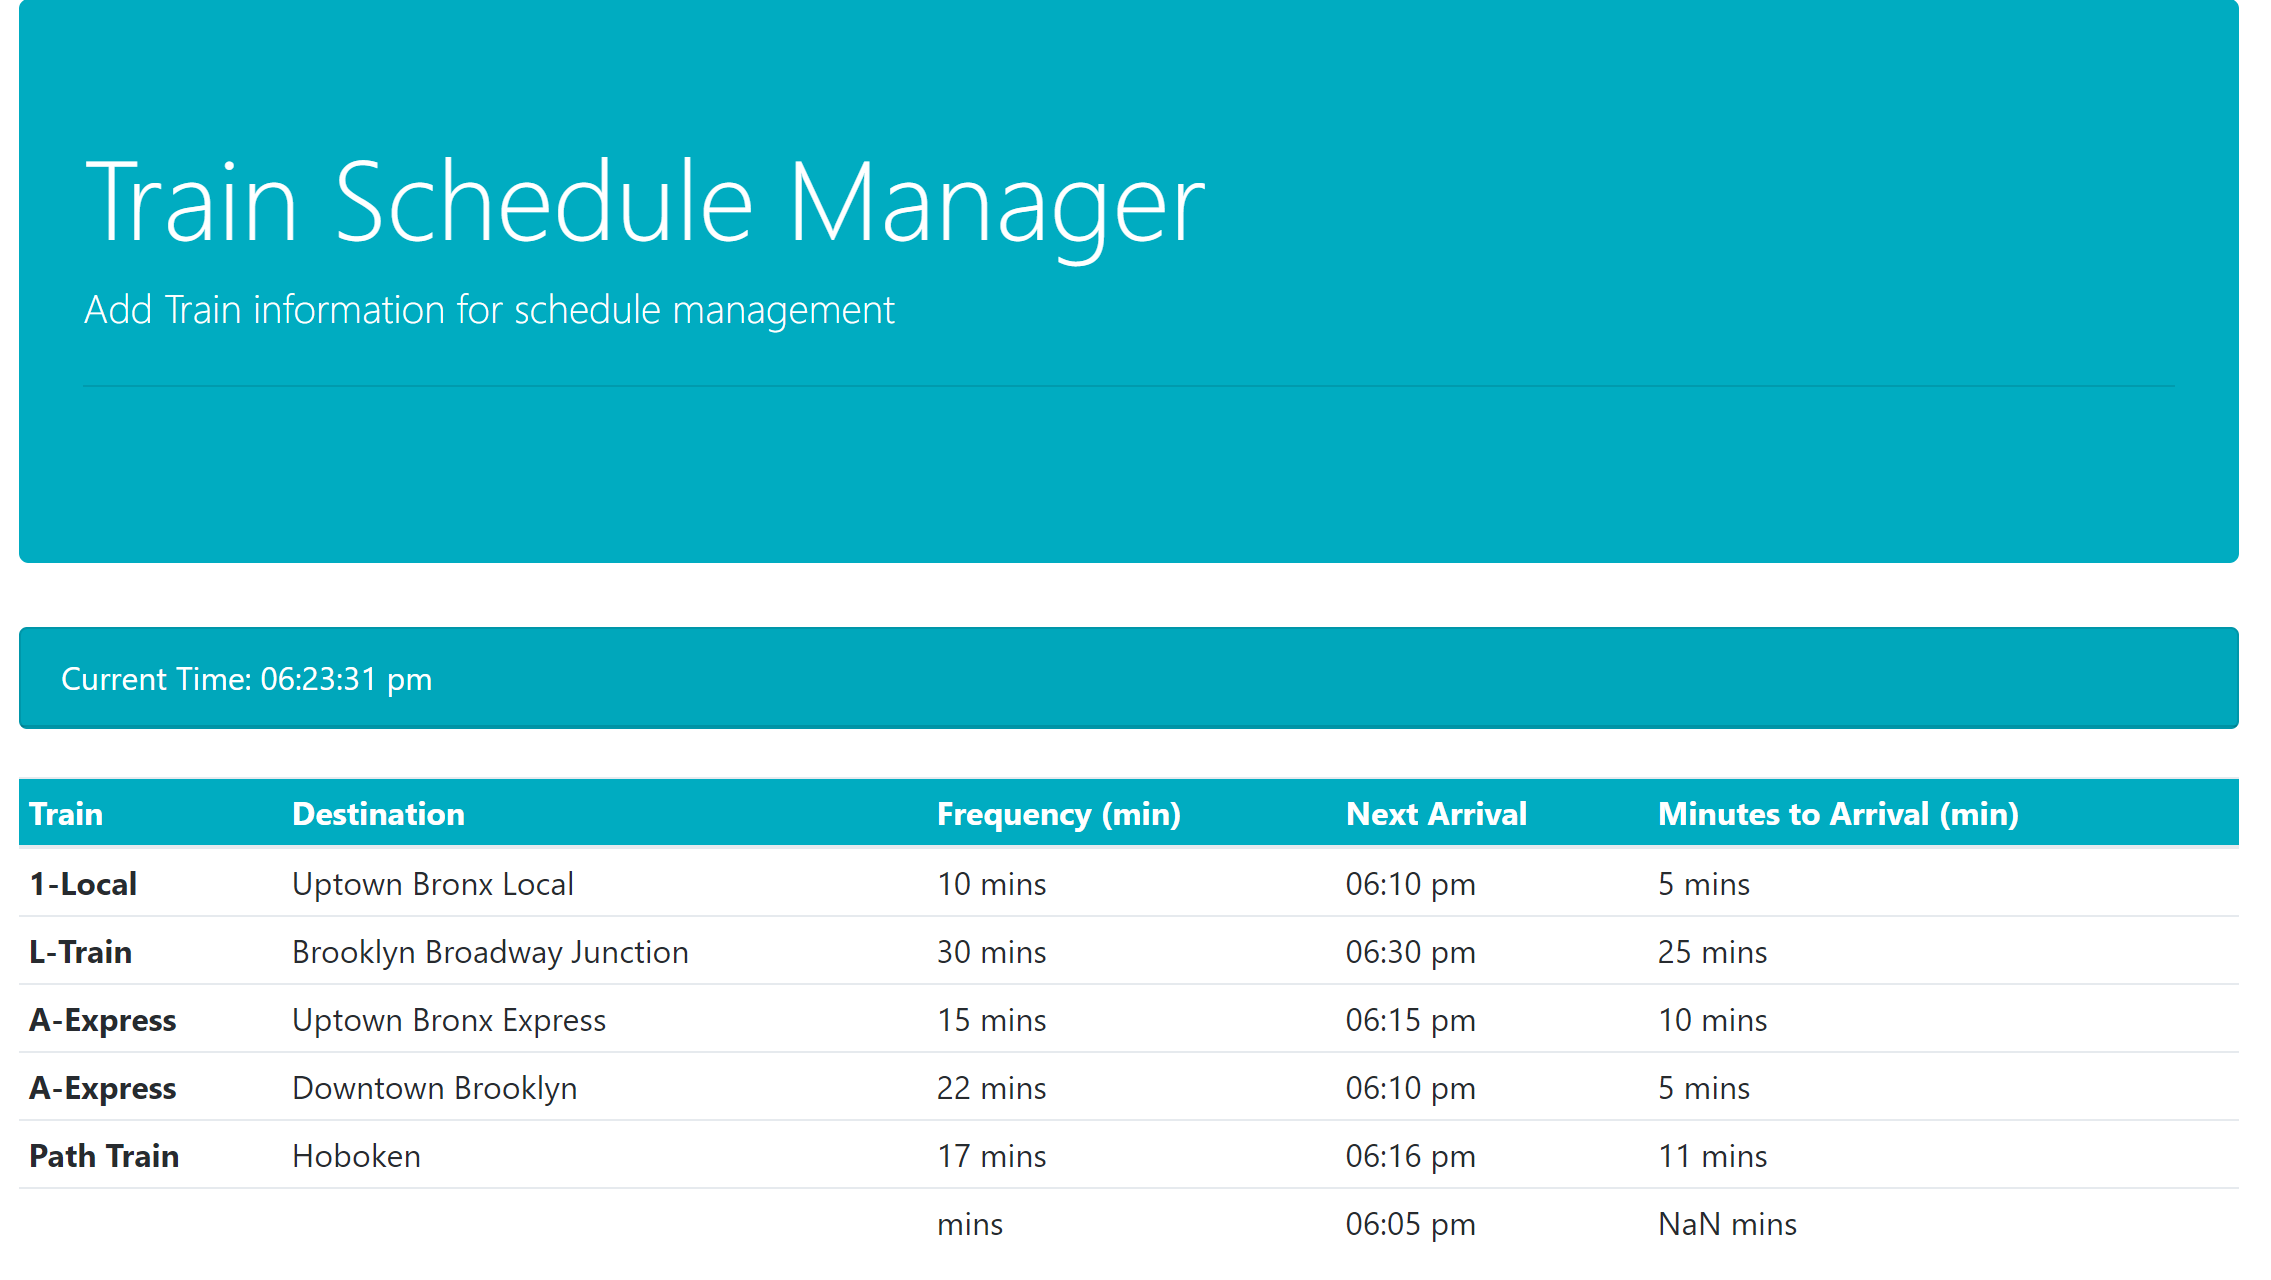 Train Schedule Manager
Add Train information for schedule management
Current Time: 06:23:31 pm
Train Destination Frequency (min) Next Arrival Minutes to Arrival (min)
1-Local Uptown Bronx Local 10 mins 06:10 pm 5 mins
L-Train Brooklyn Broadway Junction 30 mins 06:30 pm 25 mins
A-Express Uptown Bronx Express 15 mins 06:15 pm 10 mins
A-Express Downtown Brooklyn 22 mins 06:10 pm 5 mins
Path Train Hoboken 17 mins 06:16 pm 11 mins
mins 06:05 pm NaN mins